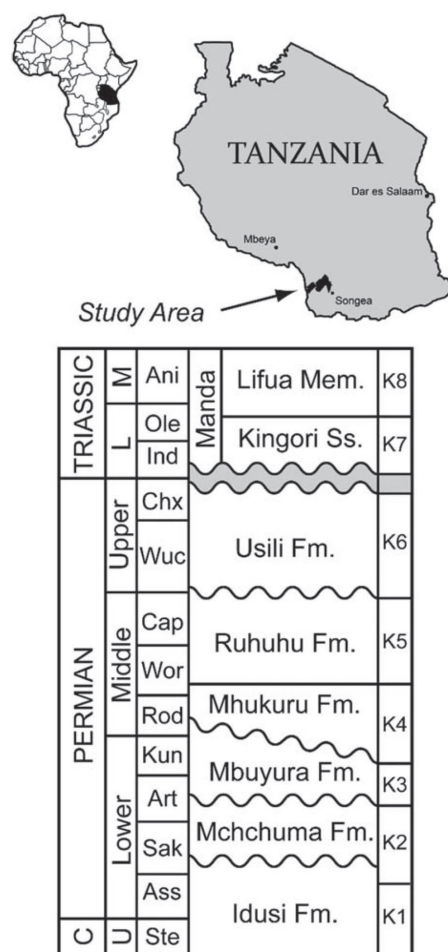 TANZANIA
Dar es Salaam
Mbeya
Songea
Study Area
TRIASSIC
M
L
Ani
Ole
Ind
Manda
Lifua Mem.
Kingori Ss.
K8
K7
PERMIAN
Upper
Middle
Lower
Chx
Wuc
Cap
Wor
Rod
Kun
Art
Sak
Ass
Usili Fm.
Ruhuhu Fm.
Mhukuru Fm.
Mbuyura Fm.
Mchchuma Fm.
Idusi Fm.
K6
K5
K4
K3
K2
K1
C
U
Ste